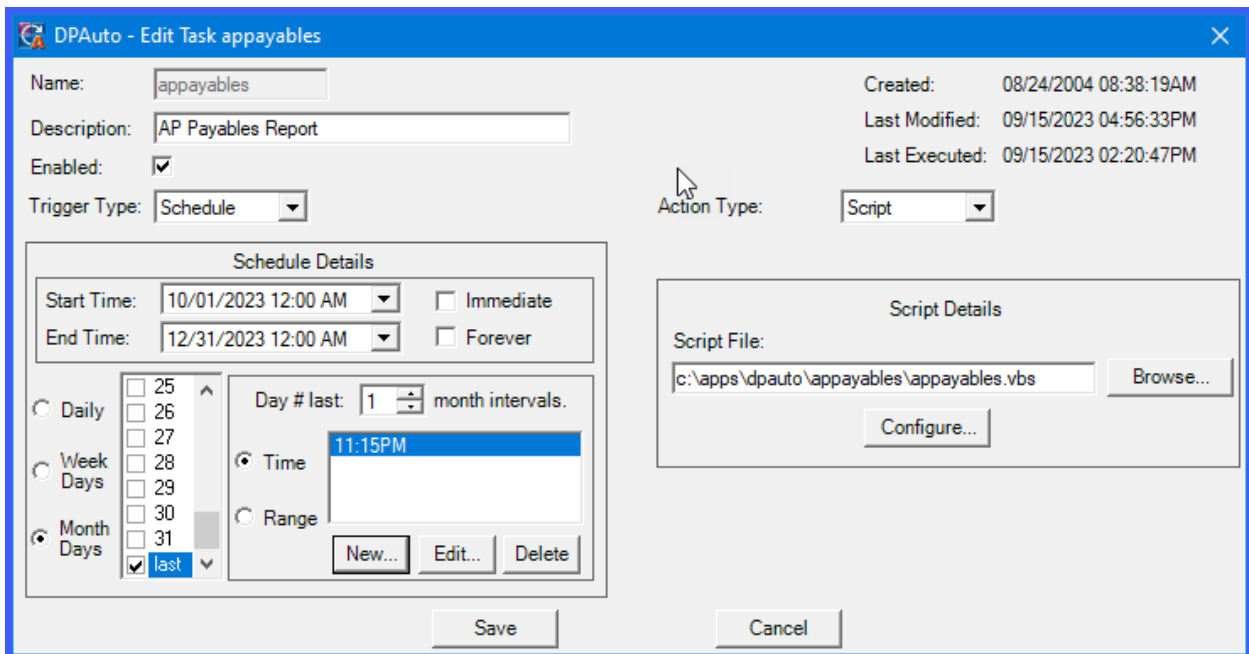 DPAuto - Edit Task appayables
Name: appayables
Created: 08/24/2004 08:38:19AM
Description: AP Payables Report
Last Modified: 09/15/2023 04:56:33PM
Enabled:
Last Executed: 09/15/2023 02:20:47PM
Trigger Type: Schedule
Action Type: Script
Schedule Details
Start Time: 10/01/2023 12:00 AM Immediate
End Time: 12/31/2023 12:00 AM Forever
Daily
Week
Days
Month
Days
25
26
27
28
29
30
31
last
Day # last: 1 month intervals.
Time
Range
11:15PM
New... Edit... Delete
Script Details
Script File:
c:\apps\dpauto\appayables\appayables.vbs Browse...
Configure...
Save Cancel